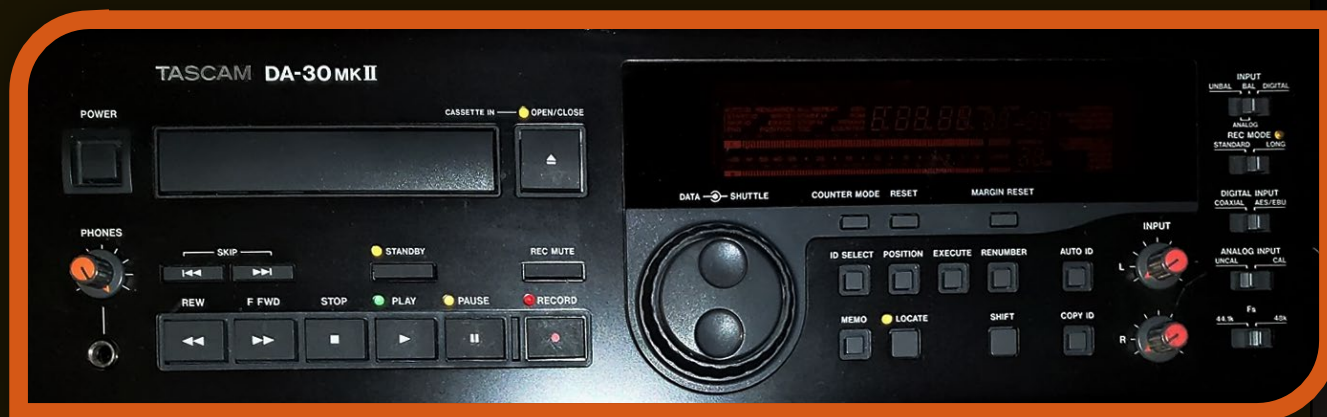 TASCAM DA-30 MKII
POWER
CASSETTE IN
OPEN/CLOSE
PHONES
SKIP
STANDBY
REC MUTE
REW
F FWD
STOP
PLAY
PAUSE
RECORD
DATA
SHUTTLE
COUNTER MODE
RESET
MARGIN RESET
ID SELECT
POSITION
EXECUTE
RENUMBER
AUTO ID
MEMO
LOCATE
SHIFT
COPY ID
INPUT
L
R
INPUT
UNBAL BAL DIGITAL
ANALOG
REC MODE
STANDARD LONG
DIGITAL INPUT
COAXIAL AES/EBU
ANALOG INPUT
UNCAL CAL
Fs
44.1k 48k